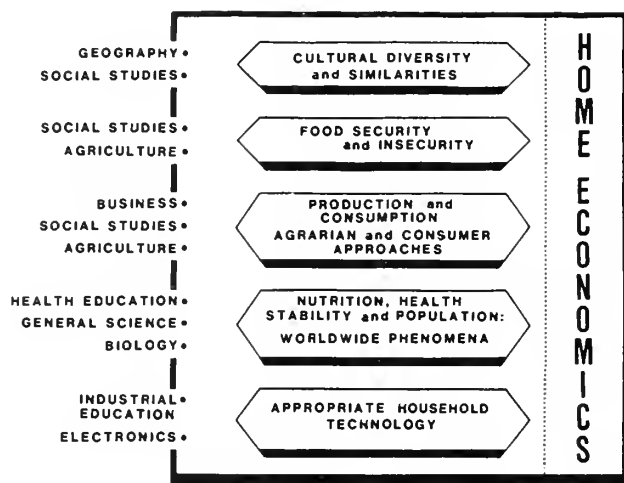 GEOGRAPHY •
SOCIAL STUDIES •
CULTURAL DIVERSITY
and SIMILARITIES
SOCIAL STUDIES •
AGRICULTURE •
FOOD SECURITY
and INSECURITY
BUSINESS •
SOCIAL STUDIES •
AGRICULTURE •
PRODUCTION and
CONSUMPTION
AGRARIAN and CONSUMER
APPROACHES
HEALTH EDUCATION •
GENERAL SCIENCE •
BIOLOGY •
NUTRITION, HEALTH
STABILITY and POPULATION:
WORLDWIDE PHENOMENA
INDUSTRIAL •
EDUCATION
ELECTRONICS •
APPROPRIATE HOUSEHOLD
TECHNOLOGY
HOME ECONOMICS